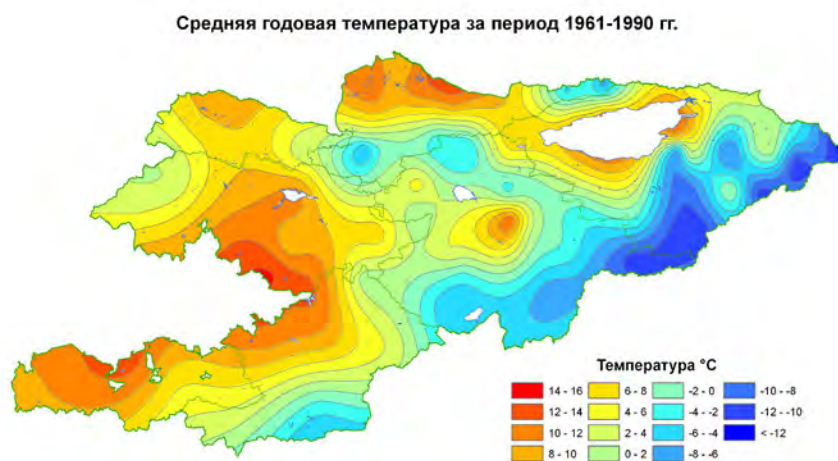 Средняя годовая температура за период 1961-1990 гг.
Температура °C
14 - 16
12 - 14
10 - 12
8 - 10
6 - 8
4 - 6
2 - 4
0 - 2
-2 - 0
-4 - -2
-6 - -4
-8 - -6
-10 - -8
-12 - -10
< -12